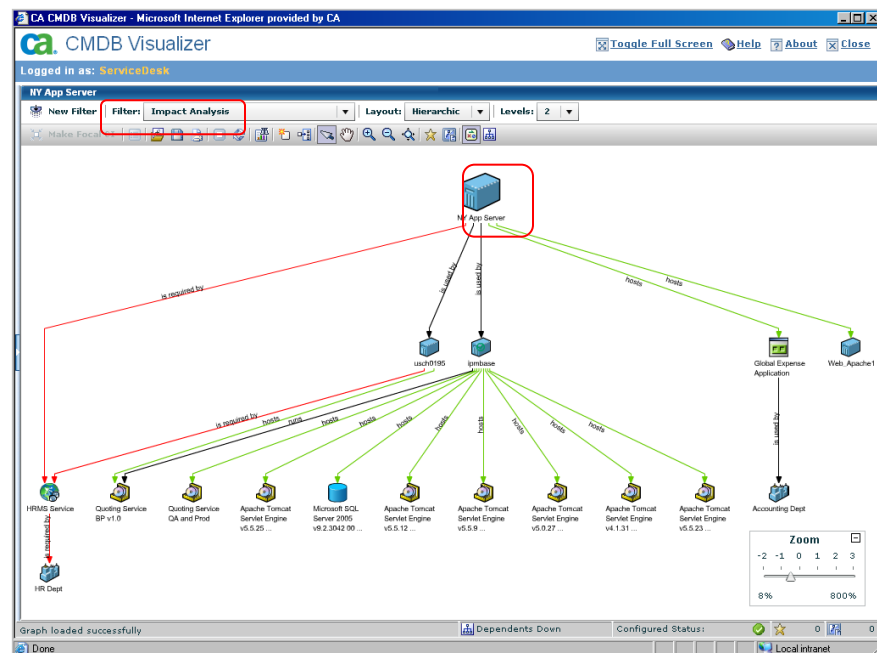 CA CMDB Visualizer - Microsoft Internet Explorer provided by CA
ca. CMDB Visualizer
Toggle Full Screen Help About Close
Logged in as: ServiceDesk
NY App Server
New Filter Filter: Impact Analysis Layout: Hierarchic Levels: 2
Make Focal CI
NY App Server
is required by
is used by
is used by
hosts
hosts
usch0195
ipmbase
Global Expense
Application
Web_Apache1
is required by
hosts
runs
hosts
hosts
hosts
hosts
hosts
hosts
hosts
hosts
is used by
HRMS Service
Quoting Service
BP v1.0
Quoting Service
QA and Prod
Apache Tomcat
Servlet Engine
v5.5.25 ...
Microsoft SQL
Server 2005
v9.2.3042 00 ...
Apache Tomcat
Servlet Engine
v5.5.12 ...
Apache Tomcat
Servlet Engine
v5.5.9 ...
Apache Tomcat
Servlet Engine
v5.0.27 ...
Apache Tomcat
Servlet Engine
v4.1.31 ...
Apache Tomcat
Servlet Engine
v5.5.23 ...
Accounting Dept
is required by
HR Dept
Zoom
-2 -1 0 1 2 3
8% 800%
Graph loaded successfully Dependents Down Configured Status: 0 0
Done Local intranet